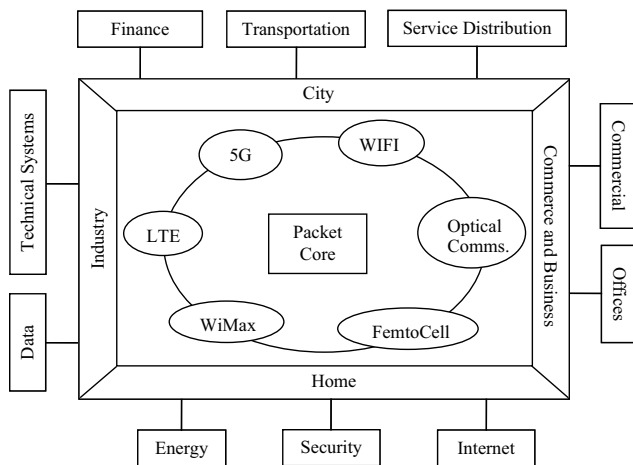 Finance
Transportation
Service Distribution
City
Technical Systems
Data
Industry
5G
WIFI
LTE
Packet
Core
Optical
Comms.
WiMax
FemtoCell
Commerce and Business
Commercial
Offices
Home
Energy
Security
Internet